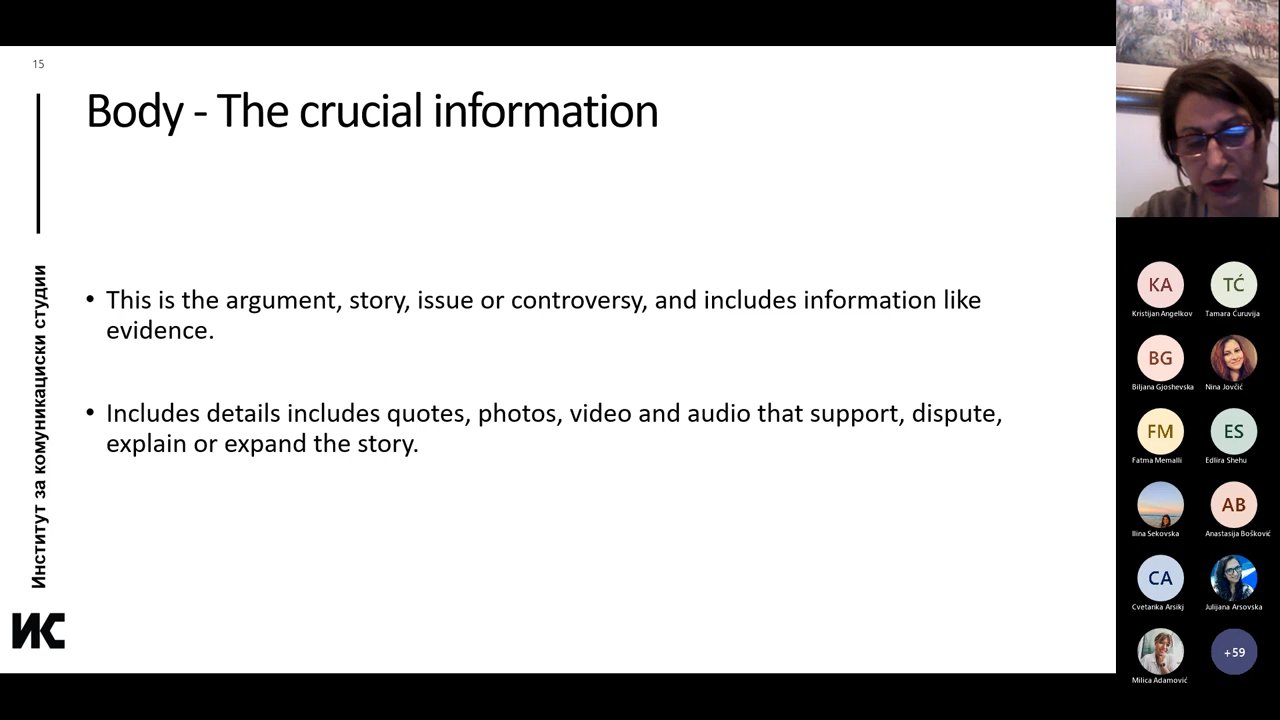 15
Body - The crucial information
• This is the argument, story, issue or controversy, and includes information like
evidence.
• Includes details includes quotes, photos, video and audio that support, dispute,
explain or expand the story.
Институт за комуникациски студии
ИС
KA
Kristijan Angelkov
TĆ
Tamara Ćuruvija
BG
Biljana Gjoshevska
Nina Jovčić
FM
Fatma Memalli
ES
Edlira Shehu
Ilina Sekovska
AB
Anastasija Bošković
CA
Cvetanka Arsikj
Julijana Arsovska
Milica Adamović
+59